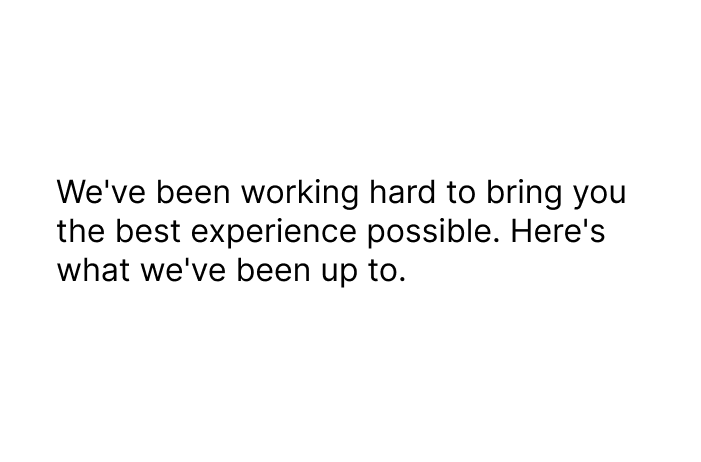 We've been working hard to bring you
the best experience possible. Here's
what we've been up to.